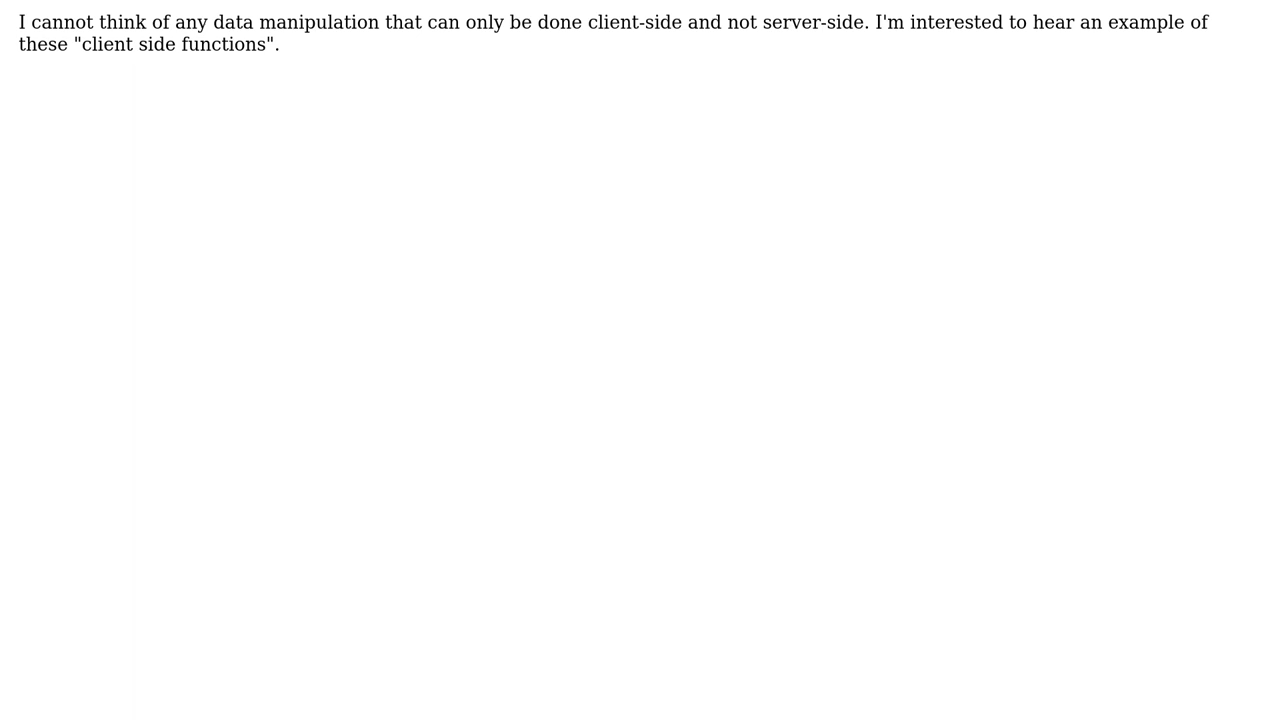 I cannot think of any data manipulation that can only be done client-side and not server-side. I'm interested to hear an example of
these "client side functions".